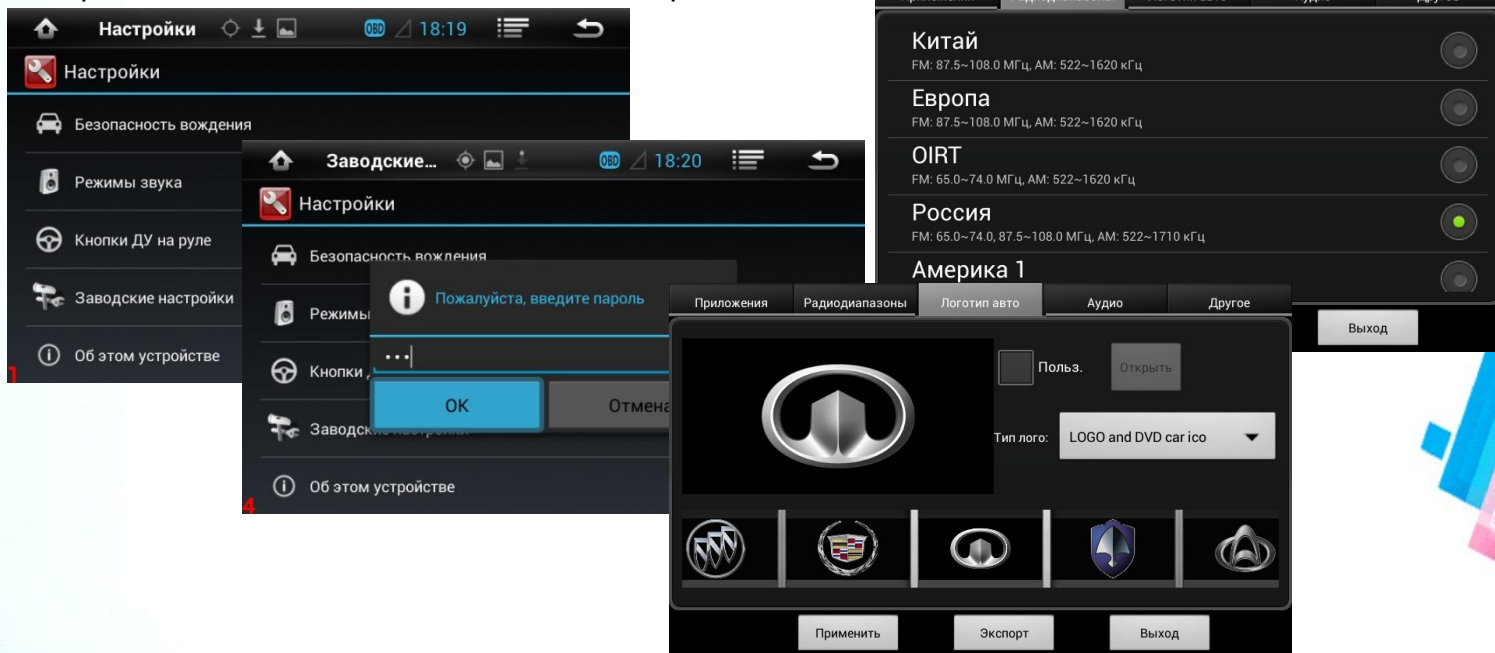 Настройки
OBD
18:19
Настройки
Безопасность вождения
Режимы звука
Кнопки ДУ на руле
Заводские настройки
Об этом устройстве
1
Заводские…
OBD
18:20
Настройки
Безопасность вождения
Режимы
Кнопки
Заводские настройки
Об этом устройстве
4
Пожалуйста, введите пароль
•••
ОК
Отмена
Китай
FM: 87.5~108.0 МГц, AM: 522~1620 кГц
Европа
FM: 87.5~108.0 МГц, AM: 522~1620 кГц
OIRT
FM: 65.0~74.0 МГц, AM: 522~1620 кГц
Россия
FM: 65.0~74.0, 87.5~108.0 МГц, AM: 522~1710 кГц
Америка 1
Выход
Приложения Радиодиапазоны Логотип авто Аудио Другое
Польз. Открыть
Тип лого: LOGO and DVD car ico
Применить Экспорт Выход